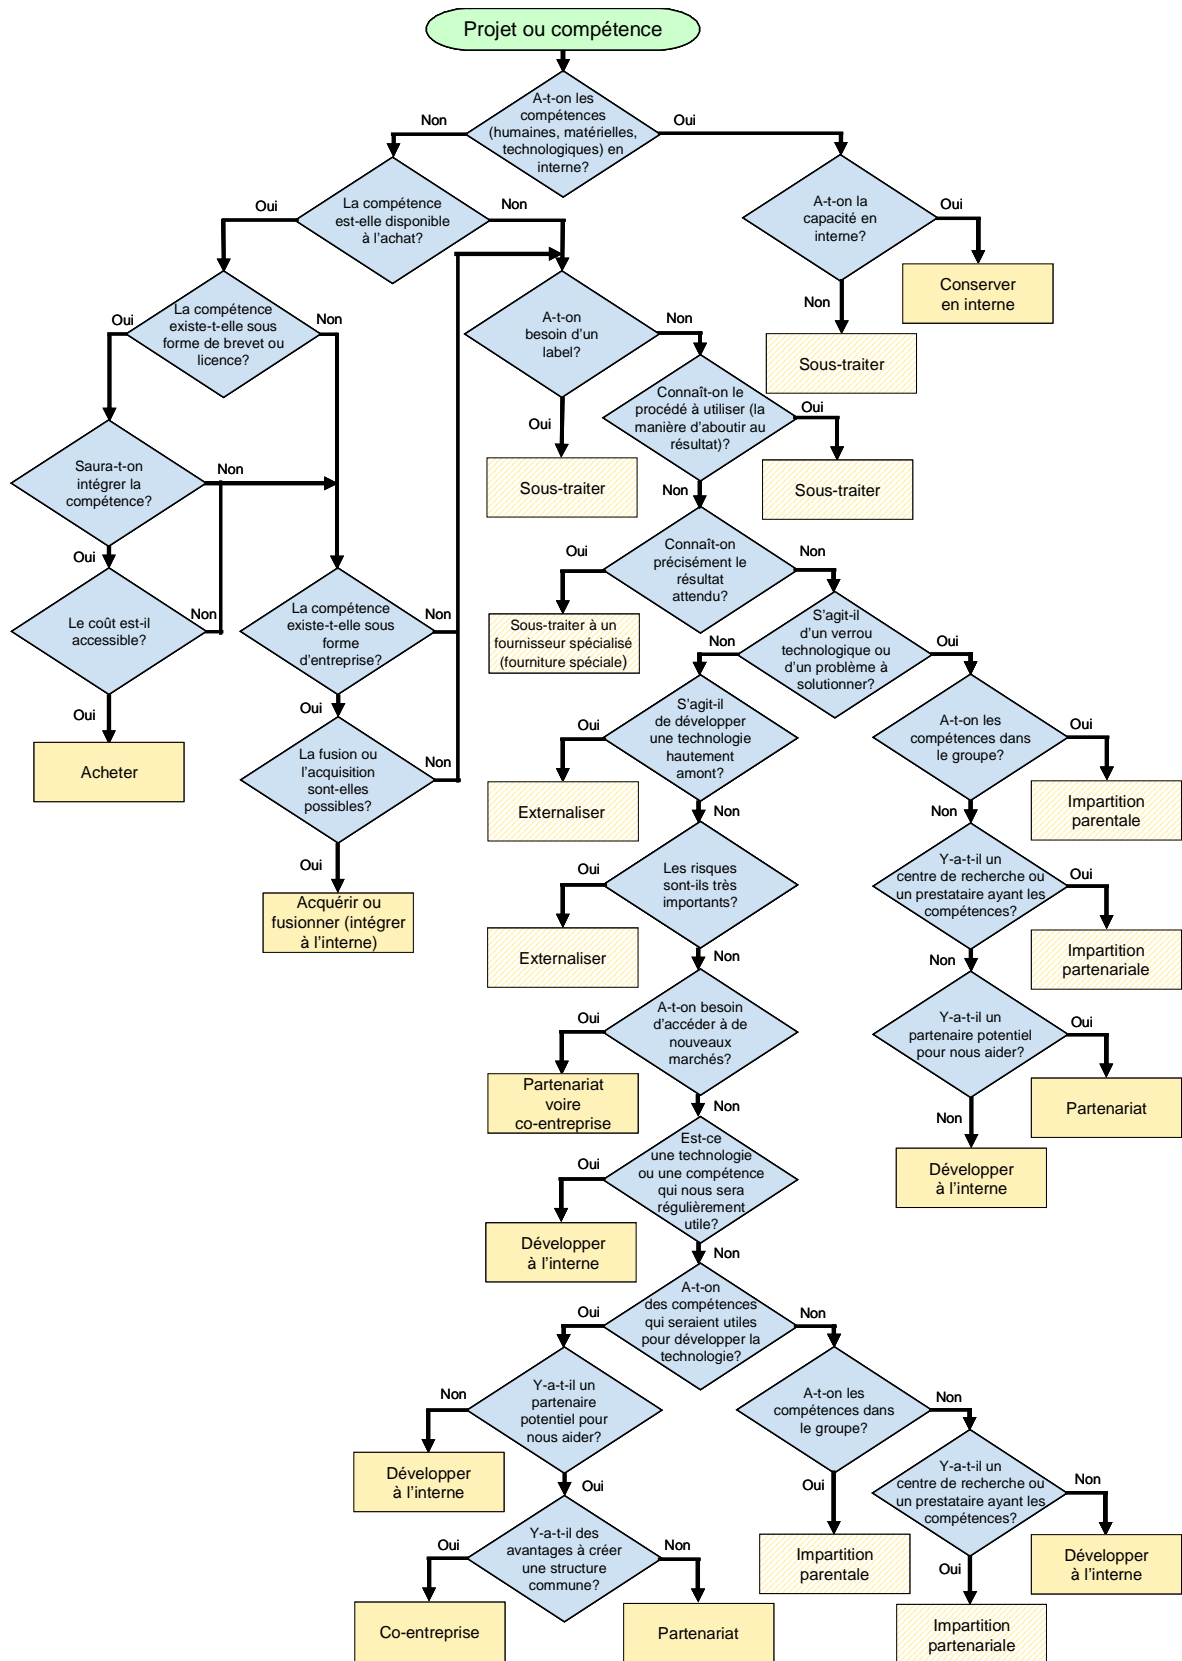 Projet ou compétence
A-t-on les
compétences
(humaines, matérielles,
technologiques) en
interne?
Non
Oui
La compétence
est-elle disponible
à l'achat?
Oui
Non
A-t-on la
capacité en
interne?
Oui
Non
Conserver
en interne
Sous-traiter
La compétence
existe-t-elle sous
forme de brevet ou
licence?
Oui
Non
A-t-on
besoin d'un
label?
Non
Oui
Sous-traiter
Connaît-on le
procédé à utiliser (la
manière d'aboutir au
résultat)?
Oui
Non
Sous-traiter
Saura-t-on
intégrer la
compétence?
Non
Oui
Le coût est-il
accessible?
Non
Oui
Acheter
La compétence
existe-t-elle sous
forme
d'entreprise?
Non
Oui
La fusion ou
l'acquisition
sont-elles
possibles?
Non
Oui
Acquérir ou
fusionner (intégrer
à l'interne)
Connaît-on
précisément le
résultat
attendu?
Oui
Non
Sous-traiter à un
fournisseur spécialisé
(fourniture spéciale)
S'agit-il
d'un verrou
technologique ou
d'un problème à
solutionner?
Non
Oui
S'agit-il
de développer
une technologie
hautement
amont?
Oui
Non
Externaliser
A-t-on les
compétences dans
le groupe?
Oui
Non
Impartition
parentale
Les risques
sont-ils très
importants?
Oui
Non
Externaliser
Y-a-t-il un
centre de recherche ou
un prestataire ayant les
compétences?
Oui
Non
Impartition
partenariale
A-t-on besoin
d'accéder à de
nouveaux
marchés?
Oui
Non
Partenariat
voire
co-entreprise
Y-a-t-il un
partenaire potentiel
pour nous aider?
Oui
Non
Partenariat
Développer
à l'interne
Est-ce
une technologie
ou une compétence
qui nous sera
régulièrement
utile?
Oui
Non
Développer
à l'interne
A-t-on
des compétences
qui seraient utiles
pour développer la
technologie?
Oui
Non
Y-a-t-il un
partenaire
potentiel pour
nous aider?
Non
Oui
Développer
à l'interne
A-t-on les
compétences dans
le groupe?
Non
Oui
Impartition
parentale
Y-a-t-il un
centre de recherche ou
un prestataire ayant les
compétences?
Non
Oui
Développer
à l'interne
Impartition
partenariale
Y-a-t-il des
avantages à créer
une structure
commune?
Oui
Non
Co-entreprise
Partenariat